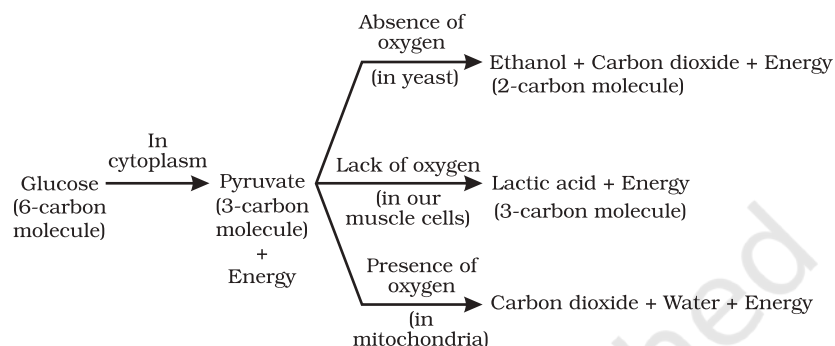 Glucose
(6-carbon
molecule)
In
cytoplasm
Pyruvate
(3-carbon
molecule)
+
Energy
Absence of
oxygen
(in yeast)
Ethanol + Carbon dioxide + Energy
(2-carbon molecule)
Lack of oxygen
(in our
muscle cells)
Lactic acid + Energy
(3-carbon molecule)
Presence of
oxygen
(in
mitochondria)
Carbon dioxide + Water + Energy